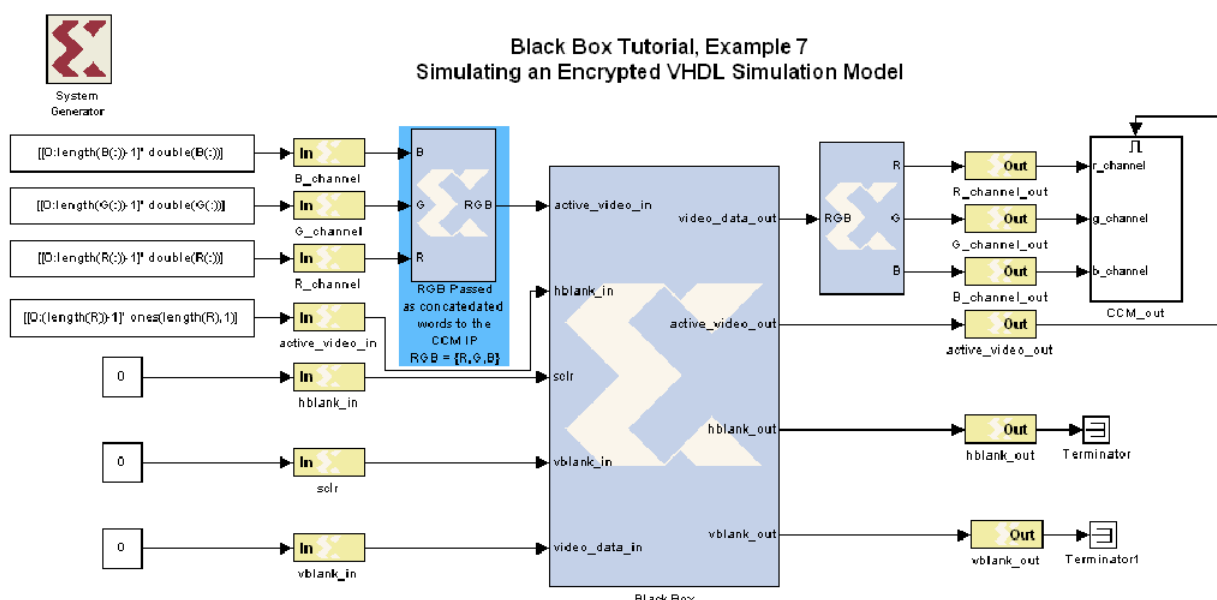 Black Box Tutorial, Example 7
Simulating an Encrypted VHDL Simulation Model
System
Generator
[[0:length(B(:))-1]' double(B(:))]
In
B_channel
[[0:length(G(:))-1]' double(G(:))]
In
G_channel
[[0:length(R(:))-1]' double(R(:))]
In
R_channel
[[0:(length(R))-1]' ones(length(R),1)]
In
active_video_in
0
In
hblank_in
0
In
sclr
0
In
vblank_in
B
G
R
RGB
RGB Passed
as concatedated
words to the
CCM IP
RGB = {R,G,B}
active_video_in
hblank_in
sclr
vblank_in
video_data_in
video_data_out
active_video_out
hblank_out
vblank_out
Black Box
RGB
R
G
B
Out
R_channel_out
Out
G_channel_out
Out
B_channel_out
Out
active_video_out
r_channel
g_channel
b_channel
CCM_out
Out
hblank_out
Terminator
Out
vblank_out
Terminator1